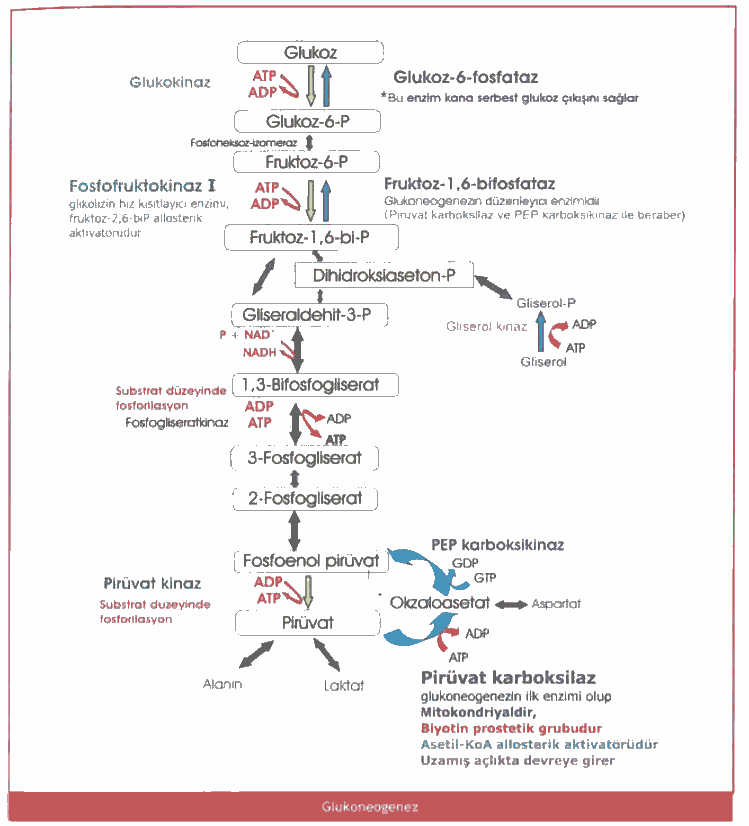 Glukoz
Glukokinaz
ATP
ADP
Glukoz-6-fosfataz
*Bu enzim kana serbest glukoz çıkışını sağlar
Glukoz-6-P
Fosfoheksoz-izomeraz
Fruktoz-6-P
Fosfofruktokinaz I
glikolizin hız kısıtlayıcı enzimi,
fruktoz-2,6-biP allosterik
aktivatörüdür
ATP
ADP
Fruktoz-1,6-bifosfataz
Glukoneogenezin düzenleyici enzimidir
(Pirüvat karboksilaz ve PEP karboksikinaz ile beraber)
Fruktoz-1,6-bi-P
Dihidroksiaseton-P
Gliserol-P
Gliseraldehit-3-P
Gliserol kinaz
ADP
ATP
Gliserol
P + NAD+
NADH
1,3-Bifosfogliserat
Substrat düzeyinde
fosforilasyon
Fosfogliseratkinaz
ADP
ATP
ADP
ATP
3-Fosfogliserat
2-Fosfogliserat
PEP karboksikinaz
Fosfoenol pirüvat
GDP
GTP
Pirüvat kinaz
Substrat düzeyinde
fosforilasyon
ADP
ATP
Okzaloasetat
Aspartat
Pirüvat
ADP
ATP
Alanin
Laktat
Pirüvat karboksilaz
glukoneogenezin ilk enzimi olup
Mitokondriyaldir,
Biyotin prostetik grubudur
Asetil-KoA allosterik aktivatörüdür
Uzamış açlıkta devreye girer
Glukoneogenez